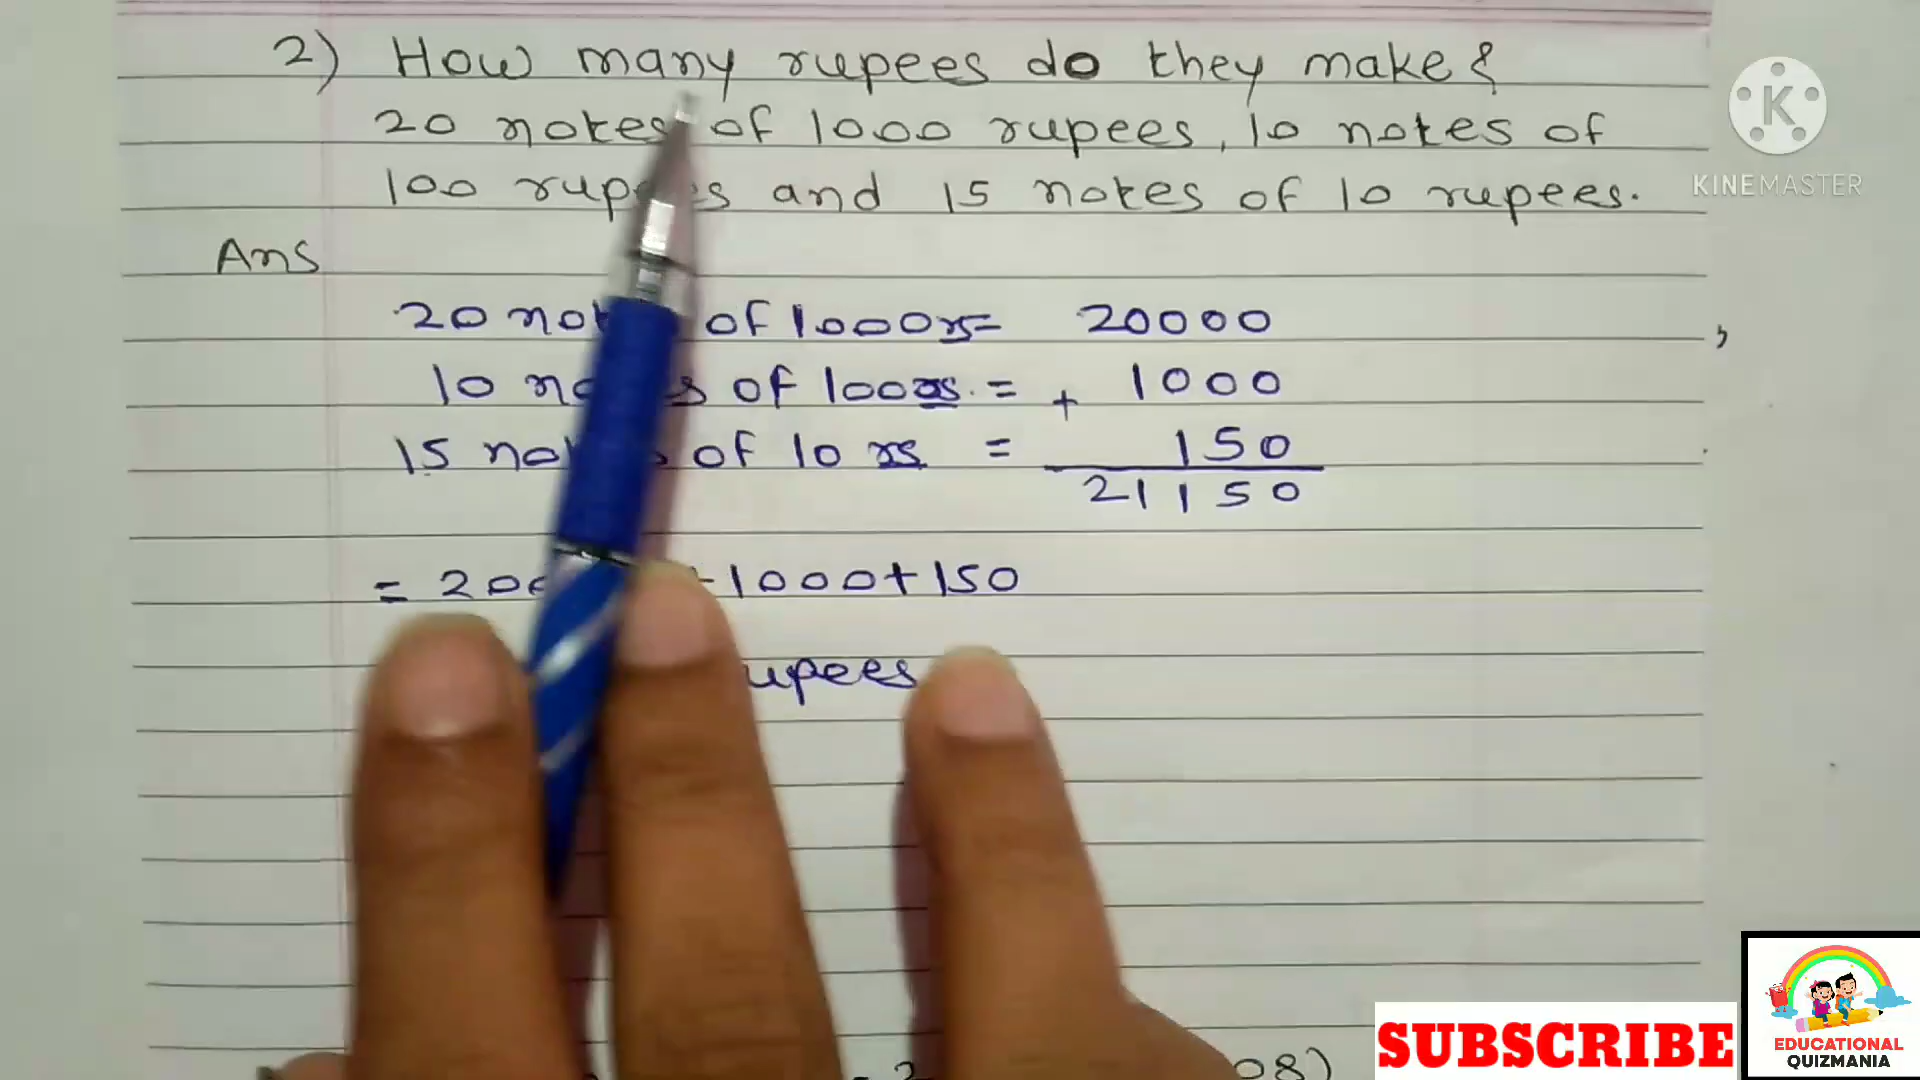 2) How many rupees do they make &
20 notes of 1000 rupees, 10 notes of
100 rupees and 15 notes of 10 rupees.
Ans
20 of 1000rs= 20000
10 of 100rs. = + 1000
15 of 10 rs = 150
21150
= +1000+150
KINEMASTER
SUBSCRIBE
EDUCATIONAL
QUIZMANIA